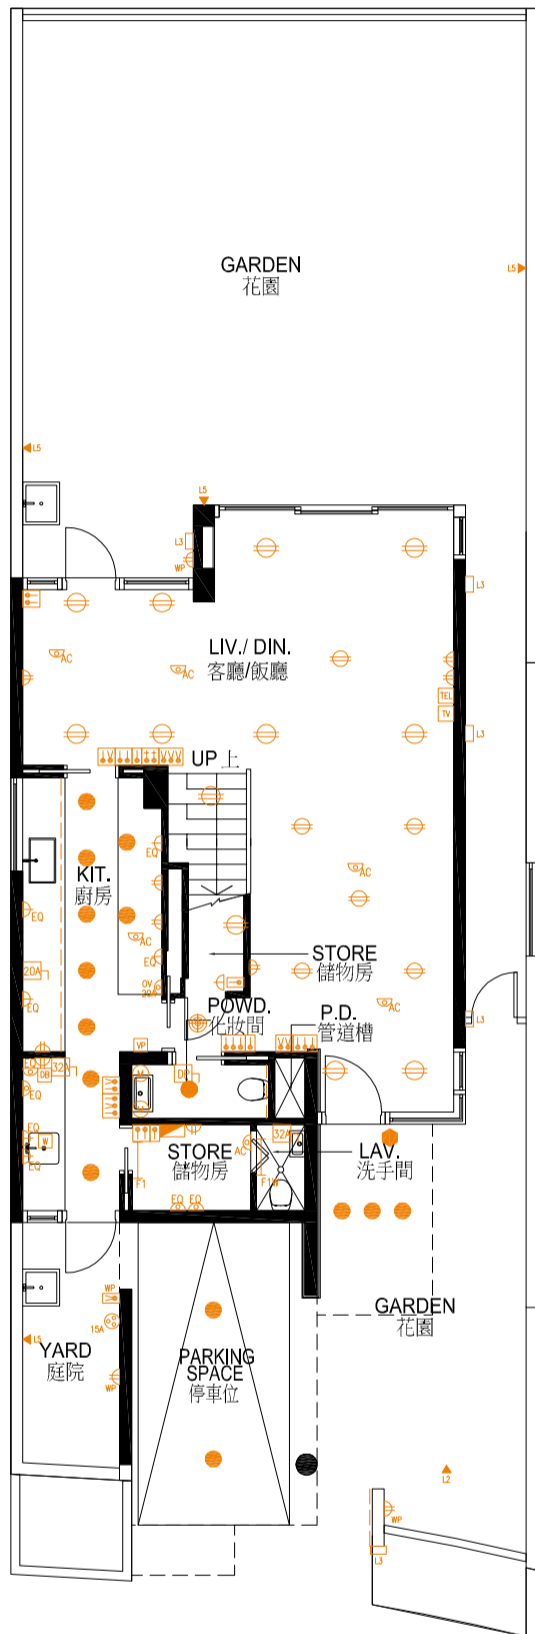 GARDEN
花園
L5
L5
L5
L3
WP
L3
LIV./ DIN.
客廳/飯廳
AC
AC
TEL
TV
L3
UP 上
EQ
KIT.
廚房
AC
EQ
AC
20A
EQ
EQ
STORE
儲物房
POWD.
化妝間
P.D.
管道槽
AC
L3
VP
DB
32A
DP
EQ
EQ
W
EQ
STORE
儲物房
AC
32A
LAV.
洗手間
F1
EQ EQ
GARDEN
花園
WP
15A
L5
YARD
庭院
WP
PARKING
SPACE
停車位
L2
WP
L3